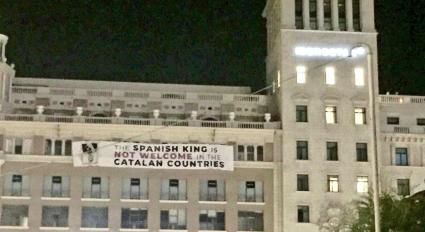 THE SPANISH KING IS
NOT WELCOME IN THE
CATALAN COUNTRIES